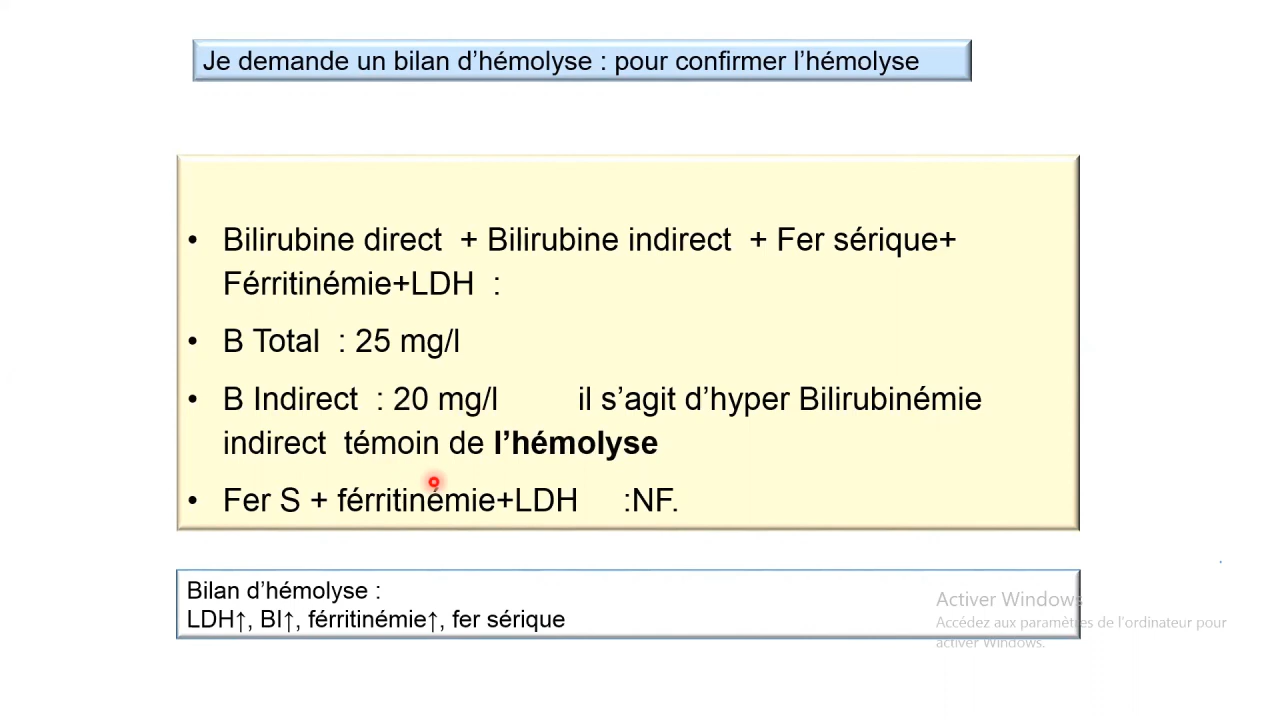 Je demande un bilan d’hémolyse : pour confirmer l’hémolyse
• Bilirubine direct + Bilirubine indirect + Fer sérique+
Férritinémie+LDH :
• B Total : 25 mg/l
• B Indirect : 20 mg/l il s’agit d’hyper Bilirubinémie
indirect témoin de l’hémolyse
• Fer S + férritinémie+LDH :NF.
Bilan d’hémolyse :
LDH↑, BI↑, férritinémie↑, fer sérique
Activer Windows
Accédez aux paramètres de l'ordinateur pour
activer Windows.